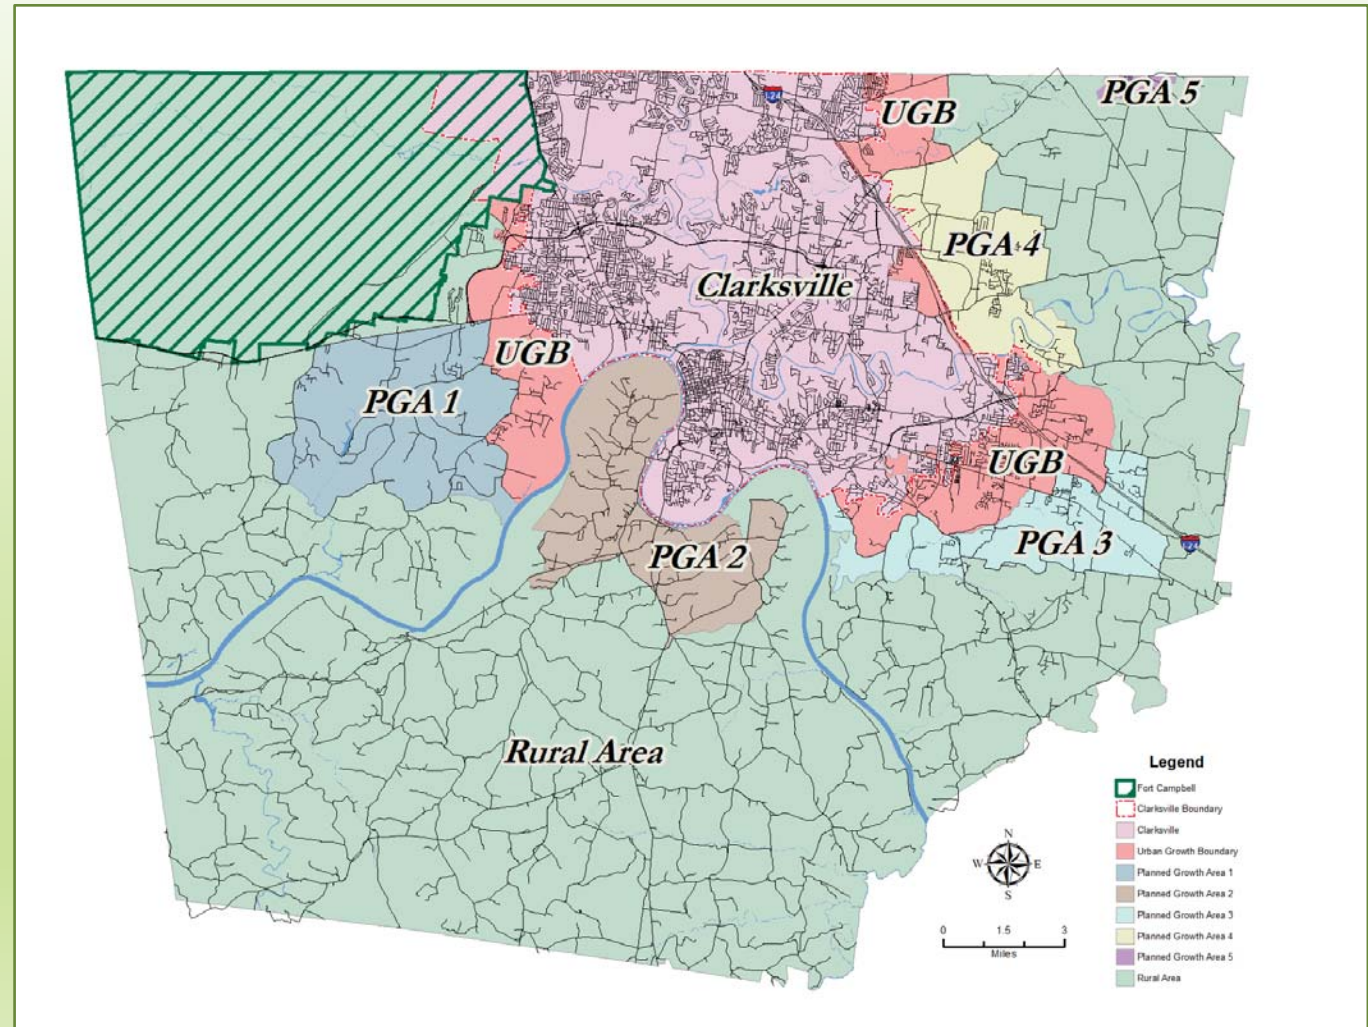 I-24
UGB
PGA 5
PGA 4
Clarksville
UGB
PGA 1
UGB
PGA 3
I-24
PGA 2
Rural Area
Legend
Fort Campbell
Clarksville Boundary
Clarksville
Urban Growth Boundary
Planned Growth Area 1
Planned Growth Area 2
Planned Growth Area 3
Planned Growth Area 4
Planned Growth Area 5
Rural Area
N
W E
S
0 1.5 3
Miles